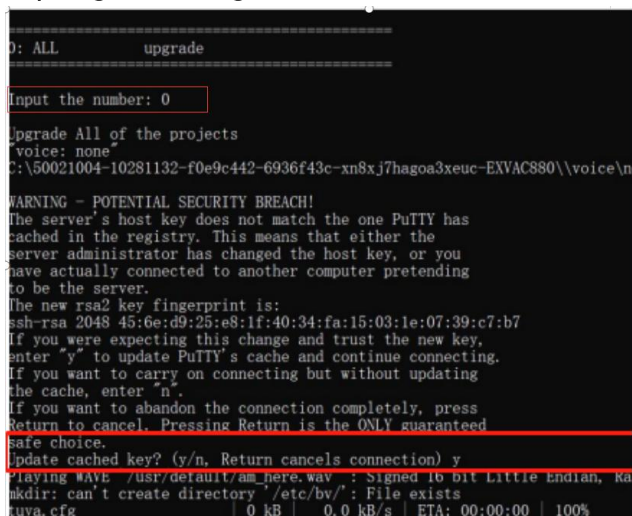 ========================================
0: ALL upgrade
========================================
Input the number: 0
Upgrade All of the projects
"voice: none"
C:\50021004-10281132-f0e9c442-6936f43c-xn8xj7hagoa3xeuc-EXVAC880\\voice\n
WARNING - POTENTIAL SECURITY BREACH!
The server's host key does not match the one PuTTY has
cached in the registry. This means that either the
server administrator has changed the host key, or you
have actually connected to another computer pretending
to be the server.
The new rsa2 key fingerprint is:
ssh-rsa 2048 45:6e:d9:25:e8:1f:40:34:fa:15:03:1e:07:39:c7:b7
If you were expecting this change and trust the new key,
enter "y" to update PuTTY's cache and continue connecting.
If you want to carry on connecting but without updating
the cache, enter "n".
If you want to abandon the connection completely, press
Return to cancel. Pressing Return is the ONLY guaranteed
safe choice.
Update cached key? (y/n, Return cancels connection) y
Playing WAVE '/usr/default/am_here.wav' : Signed 16 bit Little Endian, Ra
mkdir: can't create directory '/etc/bv/': File exists
tuya.cfg | 0 kB | 0.0 kB/s | ETA: 00:00:00 | 100%